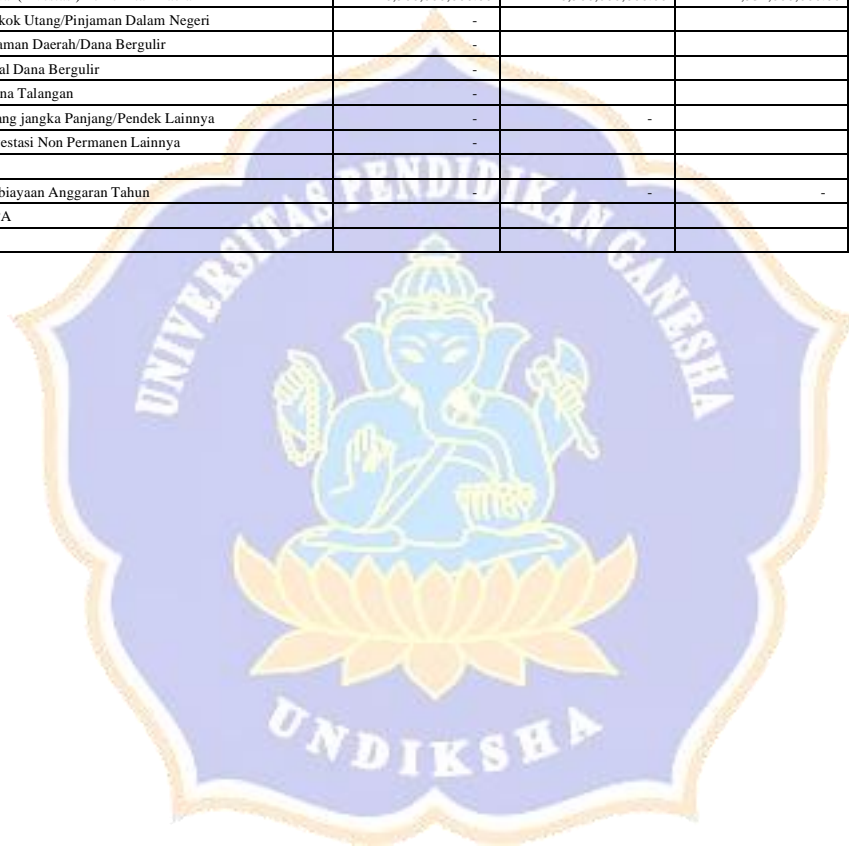 kok Utang/Pinjaman Dalam Negeri -
aman Daerah/Dana Bergulir -
al Dana Bergulir -
na Talangan -
ang jangka Panjang/Pendek Lainnya - -
estasi Non Permanen Lainnya -
biayaan Anggaran Tahun - - -
A
UNIVERSITAS PENDIDIKAN GANESHA
UNDIKSHA